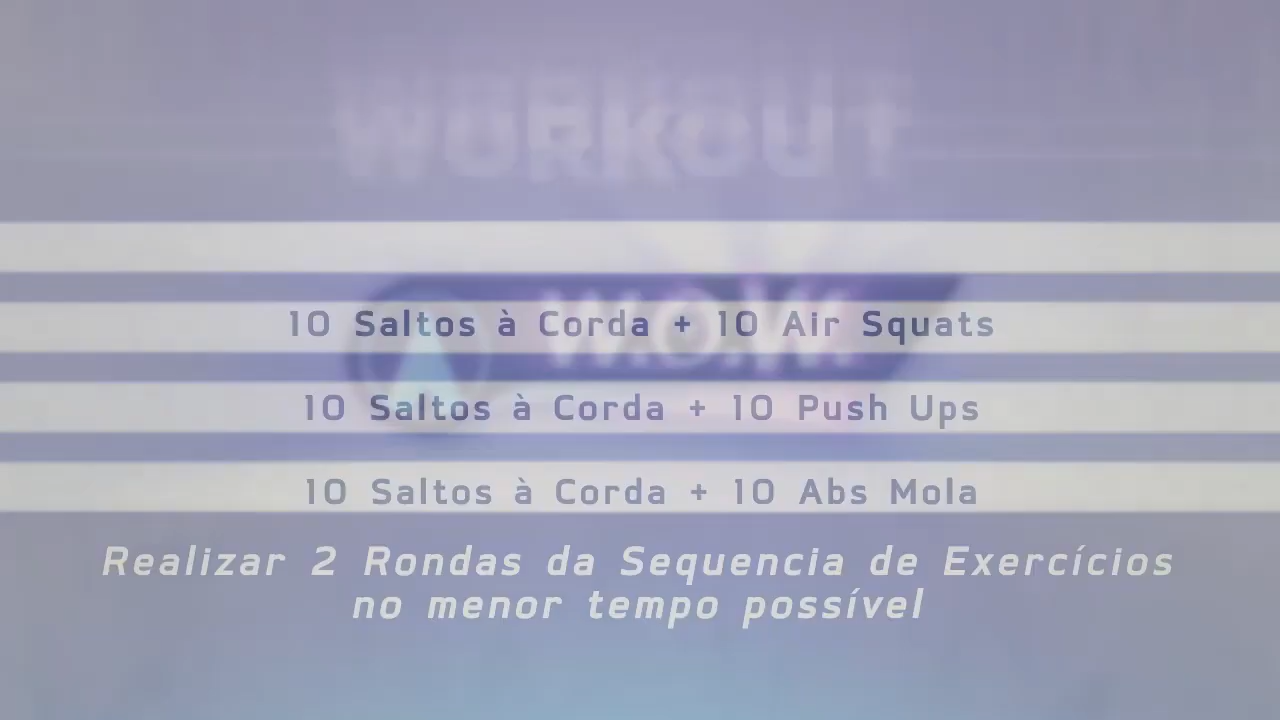 WORKOUT
W.O.W.
10 Saltos à Corda + 10 Air Squats
10 Saltos à Corda + 10 Push Ups
10 Saltos à Corda + 10 Abs Mola
Realizar 2 Rondas da Sequencia de Exercícios
no menor tempo possível